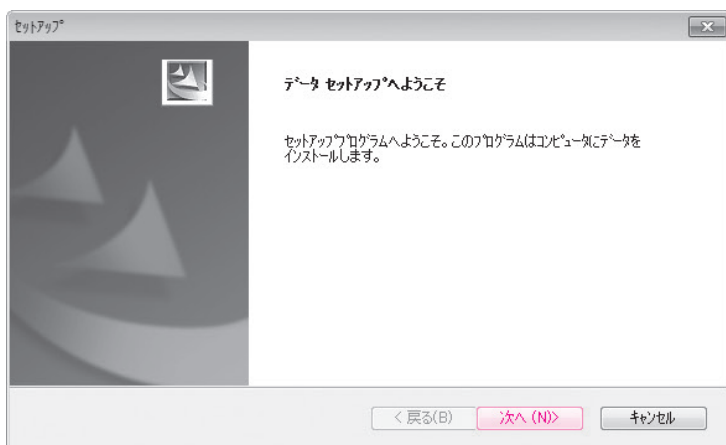 セットアップ
データ セットアップへようこそ
セットアッププログラムへようこそ。このプログラムはコンピュータにデータを
インストールします。
< 戻る(B)
次へ (N)>
キャンセル